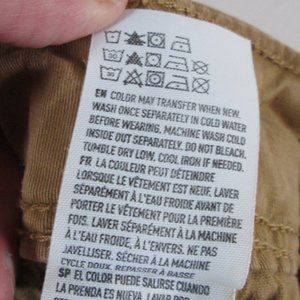 EN COLOR MAY TRANSFER WHEN NEW.
WASH ONCE SEPARATELY IN COLD WATER
BEFORE WEARING. MACHINE WASH COLD
INSIDE OUT SEPARATELY. DO NOT BLEACH.
TUMBLE DRY LOW. COOL IRON IF NEEDED.
FR LA COULEUR PEUT DÉTEINDRE
LORSQUE LE VÊTEMENT EST NEUF, LAVER
SÉPARÉMENT À L'EAU FROIDE AVANT DE
PORTER LE VÊTEMENT POUR LA PREMIÈRE
FOIS. LAVER SÉPARÉMENT À LA MACHINE
À L'EAU FROIDE, À L'ENVERS. NE PAS
JAVELLISER. SÉCHER À LA MACHINE
CYCLE DOUX. REPASSER À BASSE
SP EL COLOR PUEDE SALIRSE CUANDO
LA PRENDA ES NUEVA. LAVAR POR